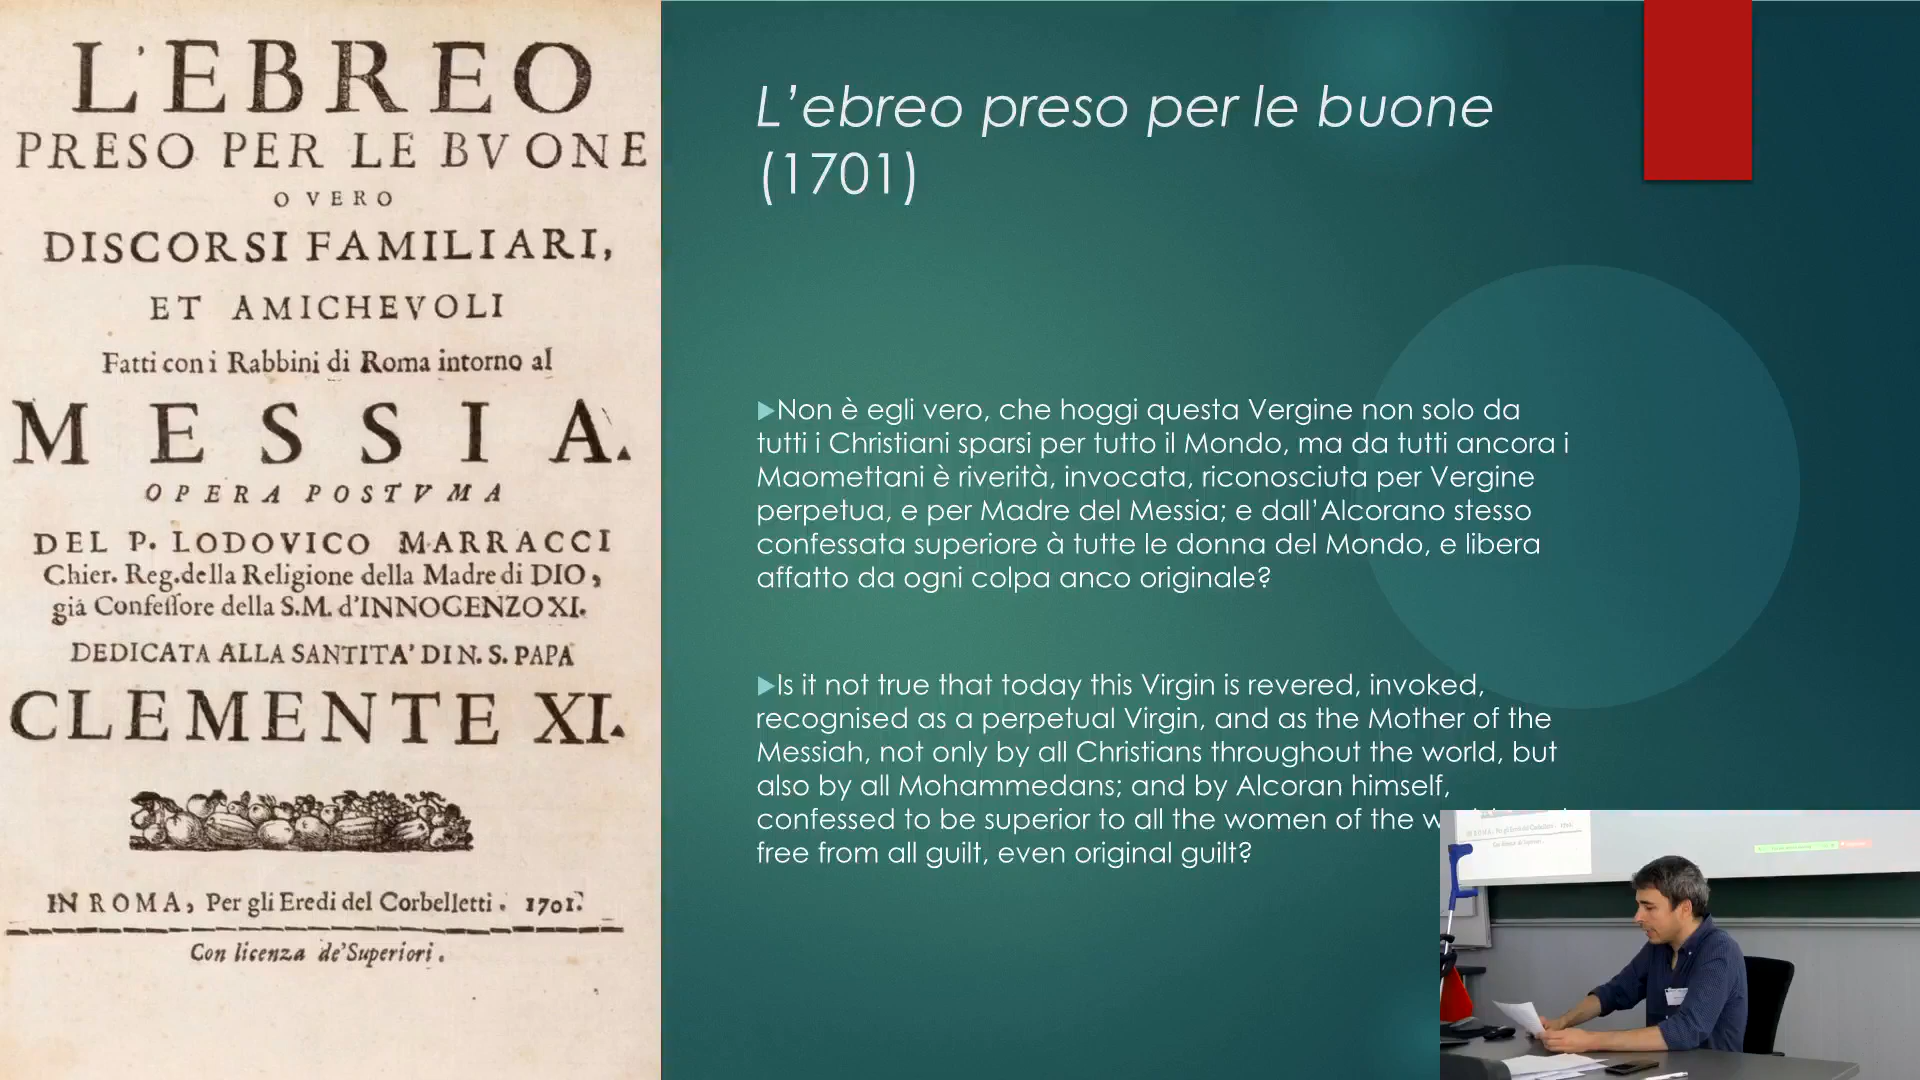 L'EBREO
PRESO PER LE BVONE
OVERO
DISCORSI FAMILIARI,
ET AMICHEVOLI
Fatti con i Rabbini di Roma intorno al
MESSIA.
OPERA POSTVMA
DEL P. LODOVICO MARRACCI
Chier. Reg. della Religione della Madre di DIO,
giá Confessore della S.M. d'INNOCENZO XI.
DEDICATA ALLA SANTITA' DI N. S. PAPA
CLEMENTE XI.
IN ROMA, Per gli Eredi del Corbelletti. 1701.
Con licenza de' Superiori.
L'ebreo preso per le buone
(1701)
Non è egli vero, che hoggi questa Vergine non solo da
tutti i Christiani sparsi per tutto il Mondo, ma da tutti ancora i
Maomettani è riverità, invocata, riconosciuta per Vergine
perpetua, e per Madre del Messia; e dall'Alcorano stesso
confessata superiore à tutte le donna del Mondo, e libera
affatto da ogni colpa anco originale?
Is it not true that today this Virgin is revered, invoked,
recognised as a perpetual Virgin, and as the Mother of the
Messiah, not only by all Christians throughout the world, but
also by all Mohammedans; and by Alcoran himself,
confessed to be superior to all the women of the
free from all guilt, even original guilt?